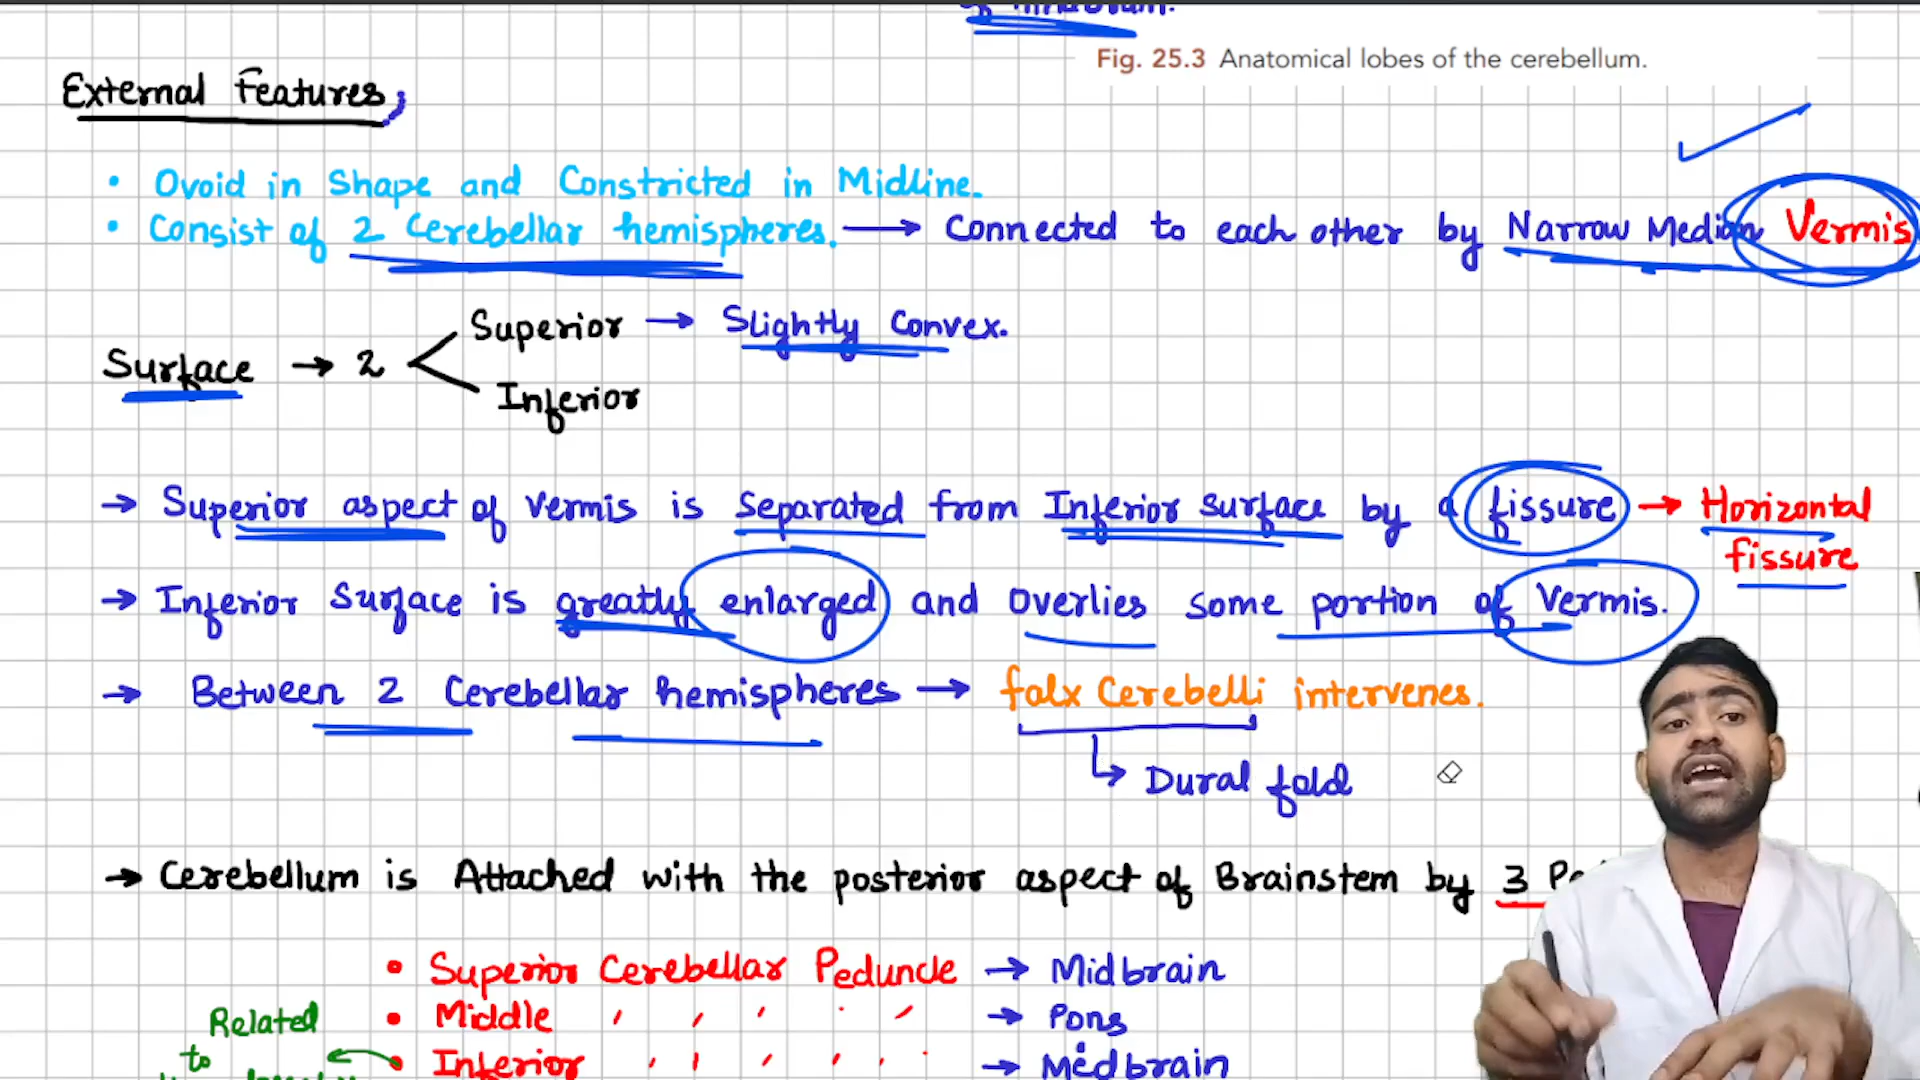 Fig. 25.3 Anatomical lobes of the cerebellum.
External Features
• Ovoid in Shape and Constricted in Midline.
• Consist of 2 Cerebellar hemispheres. → Connected to each other by Narrow Median Vermis
Superior → Slightly Convex.
Surface → 2
Inferior
→ Superior aspect of Vermis is Separated from Inferior Surface by a fissure → Horizontal
fissure
→ Inferior Surface is greatly enlarged and Overlies some portion of Vermis.
→ Between 2 Cerebellar hemispheres → falx Cerebelli intervenes.
Dural fold
→ Cerebellum is Attached with the posterior aspect of Brainstem by 3
• Superior Cerebellar Peduncle → Midbrain
Related
• Middle → Pons
to
• Inferior → Medbrain